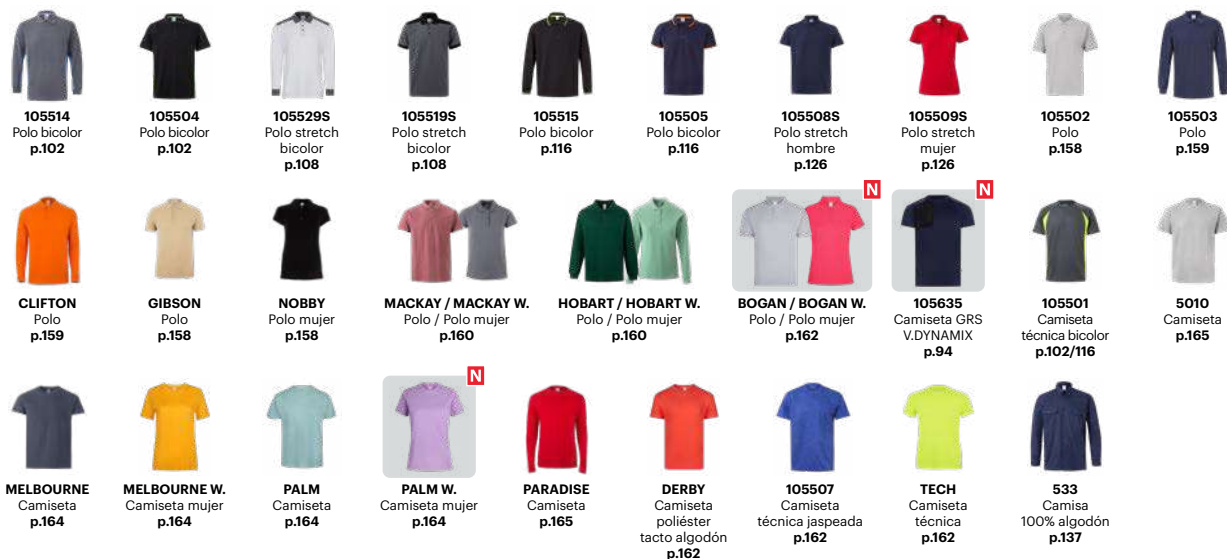 105514
Polo bicolor
p.102
105504
Polo bicolor
p.102
105529S
Polo stretch
bicolor
p.108
105519S
Polo stretch
bicolor
p.108
105515
Polo bicolor
p.116
105505
Polo bicolor
p.116
105508S
Polo stretch
hombre
p.126
105509S
Polo stretch
mujer
p.126
105502
Polo
p.158
105503
Polo
p.159
CLIFTON
Polo
p.159
GIBSON
Polo
p.158
NOBBY
Polo mujer
p.158
MACKAY / MACKAY W.
Polo / Polo mujer
p.160
HOBART / HOBART W.
Polo / Polo mujer
p.160
N
BOGAN / BOGAN W.
Polo / Polo mujer
p.162
N
105635
Camiseta GRS
V.DYNAMIX
p.94
105501
Camiseta
técnica bicolor
p.102/116
5010
Camiseta
p.165
MELBOURNE
Camiseta
p.164
MELBOURNE W.
Camiseta mujer
p.164
PALM
Camiseta
p.164
N
PALM W.
Camiseta mujer
p.164
PARADISE
Camiseta
p.165
DERBY
Camiseta
poliéster
tacto algodón
p.162
105507
Camiseta
técnica jaspeada
p.162
TECH
Camiseta
técnica
p.162
533
Camisa
100% algodón
p.137